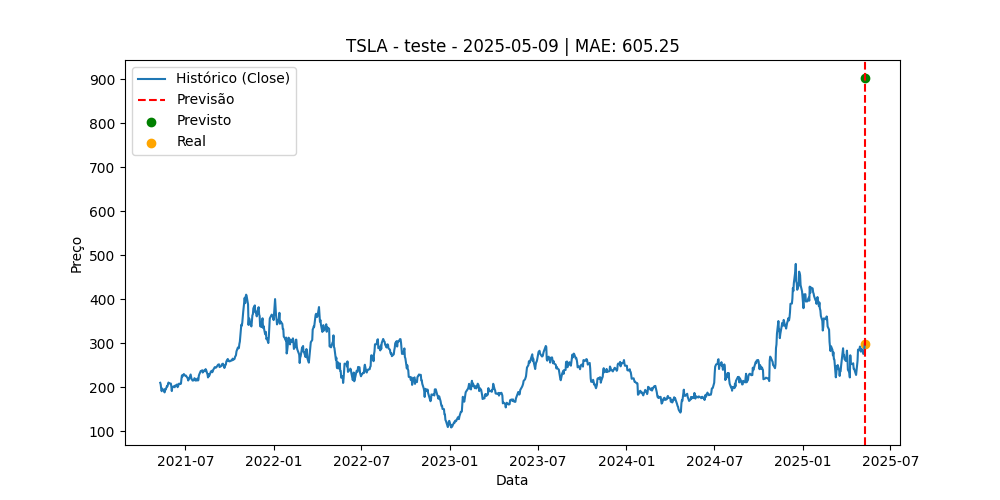 TSLA - teste - 2025-05-09 | MAE: 605.25
Histórico (Close)
Previsão
Previsto
Real
Preço
900
800
700
600
500
400
300
200
100
2021-07 2022-01 2022-07 2023-01 2023-07 2024-01 2024-07 2025-01 2025-07
Data